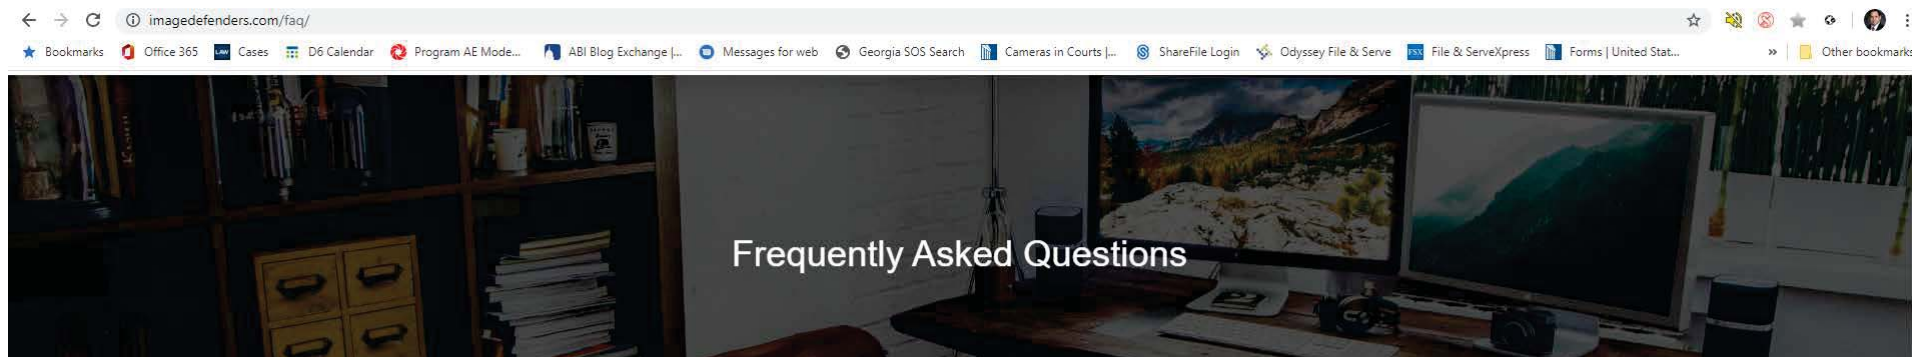 imagedefenders.com/faq/
Bookmarks Office 365 LAW Cases D6 Calendar Program AE Mode... ABI Blog Exchange |... Messages for web Georgia SOS Search Cameras in Courts |... ShareFile Login Odyssey File & Serve FSX File & ServeXpress Forms | United Stat... » Other bookmarks
Frequently Asked Questions